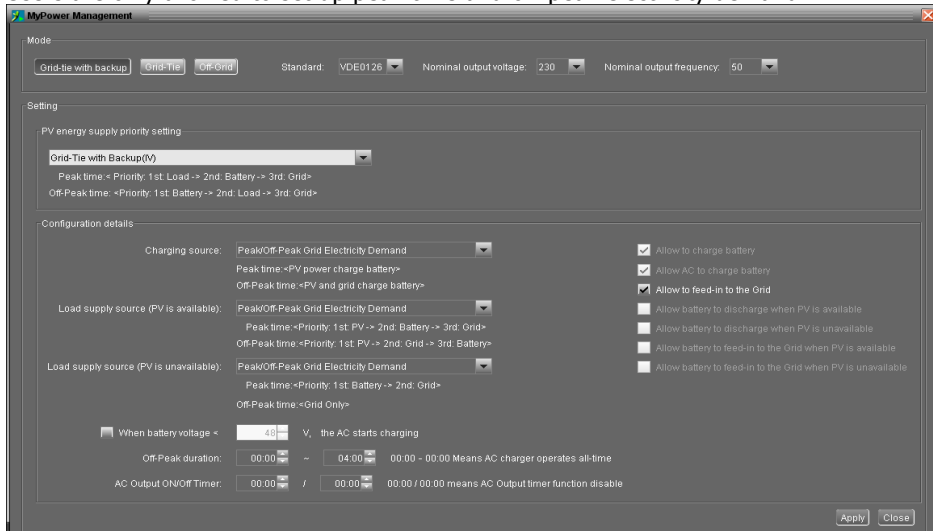 MyPower Management
Mode
Grid-tie with backup Grid-Tie Off-Grid Standard: VDE0126 Nominal output voltage: 230 Nominal output frequency: 50
Setting
PV energy supply priority setting
Grid-Tie with Backup(IV)
Peak time:< Priority: 1st: Load -> 2nd: Battery -> 3rd: Grid>
Off-Peak time: <Priority: 1st: Battery -> 2nd: Load -> 3rd: Grid>
Configuration details
Charging source: Peak/Off-Peak Grid Electricity Demand
Peak time:<PV power charge battery>
Off-Peak time:<PV and grid charge battery>
Load supply source (PV is available): Peak/Off-Peak Grid Electricity Demand
Peak time:<Priority: 1st: PV -> 2nd: Battery -> 3rd: Grid>
Off-Peak time:<Priority: 1st: PV -> 2nd: Grid -> 3rd: Battery>
Load supply source (PV is unavailable): Peak/Off-Peak Grid Electricity Demand
Peak time:<Priority: 1st: Battery -> 2nd: Grid>
Off-Peak time:<Grid Only>
When battery voltage < 48 V, the AC starts charging
Off-Peak duration: 00:00 ~ 04:00 00:00 - 00:00 Means AC charger operates all-time
AC Output ON/Off Timer: 00:00 / 00:00 00:00 / 00:00 means AC Output timer function disable
Allow to charge battery
Allow AC to charge battery
Allow to feed-in to the Grid
Allow battery to discharge when PV is available
Allow battery to discharge when PV is unavailable
Allow battery to feed-in to the Grid when PV is available
Allow battery to feed-in to the Grid when PV is unavailable
Apply Close